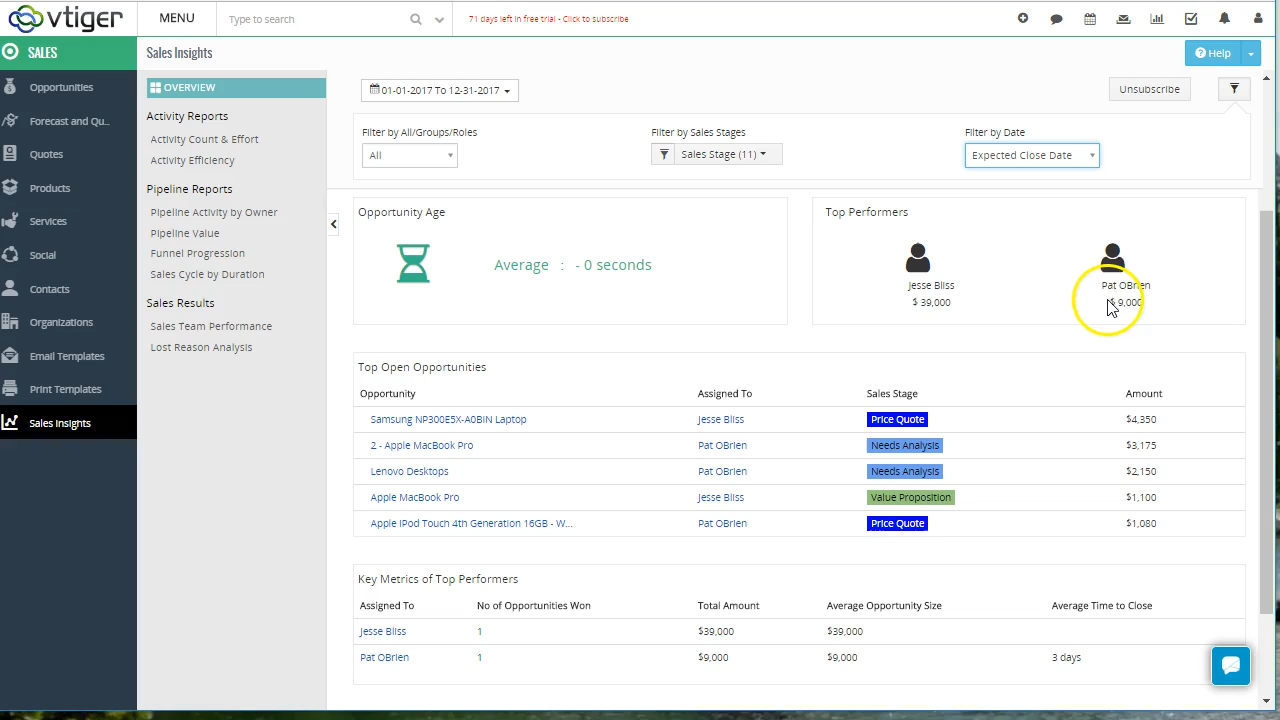 vtiger
MENU
Type to search
71 days left in free trial - Click to subscribe
SALES
Sales Insights
Help
Opportunities
Forecast and Qu..
Quotes
Products
Services
Social
Contacts
Organizations
Email Templates
Print Templates
Sales Insights
OVERVIEW
Activity Reports
Activity Count & Effort
Activity Efficiency
Pipeline Reports
Pipeline Activity by Owner
Pipeline Value
Funnel Progression
Sales Cycle by Duration
Sales Results
Sales Team Performance
Lost Reason Analysis
01-01-2017 To 12-31-2017
Unsubscribe
Filter by All/Groups/Roles
Filter by Sales Stages
Filter by Date
All
Sales Stage (11)
Expected Close Date
Opportunity Age
Average : - 0 seconds
Top Performers
Jesse Bliss
$ 39,000
Pat OBrien
$ 9,000
Top Open Opportunities
Opportunity Assigned To Sales Stage Amount
Samsung NP300E5X-A0BIN Laptop Jesse Bliss Price Quote $4,350
2 - Apple MacBook Pro Pat OBrien Needs Analysis $3,175
Lenovo Desktops Pat OBrien Needs Analysis $2,150
Apple MacBook Pro Jesse Bliss Value Proposition $1,100
Apple IPod Touch 4th Generation 16GB - W... Pat OBrien Price Quote $1,080
Key Metrics of Top Performers
Assigned To No of Opportunities Won Total Amount Average Opportunity Size Average Time to Close
Jesse Bliss 1 $39,000 $39,000
Pat OBrien 1 $9,000 $9,000 3 days